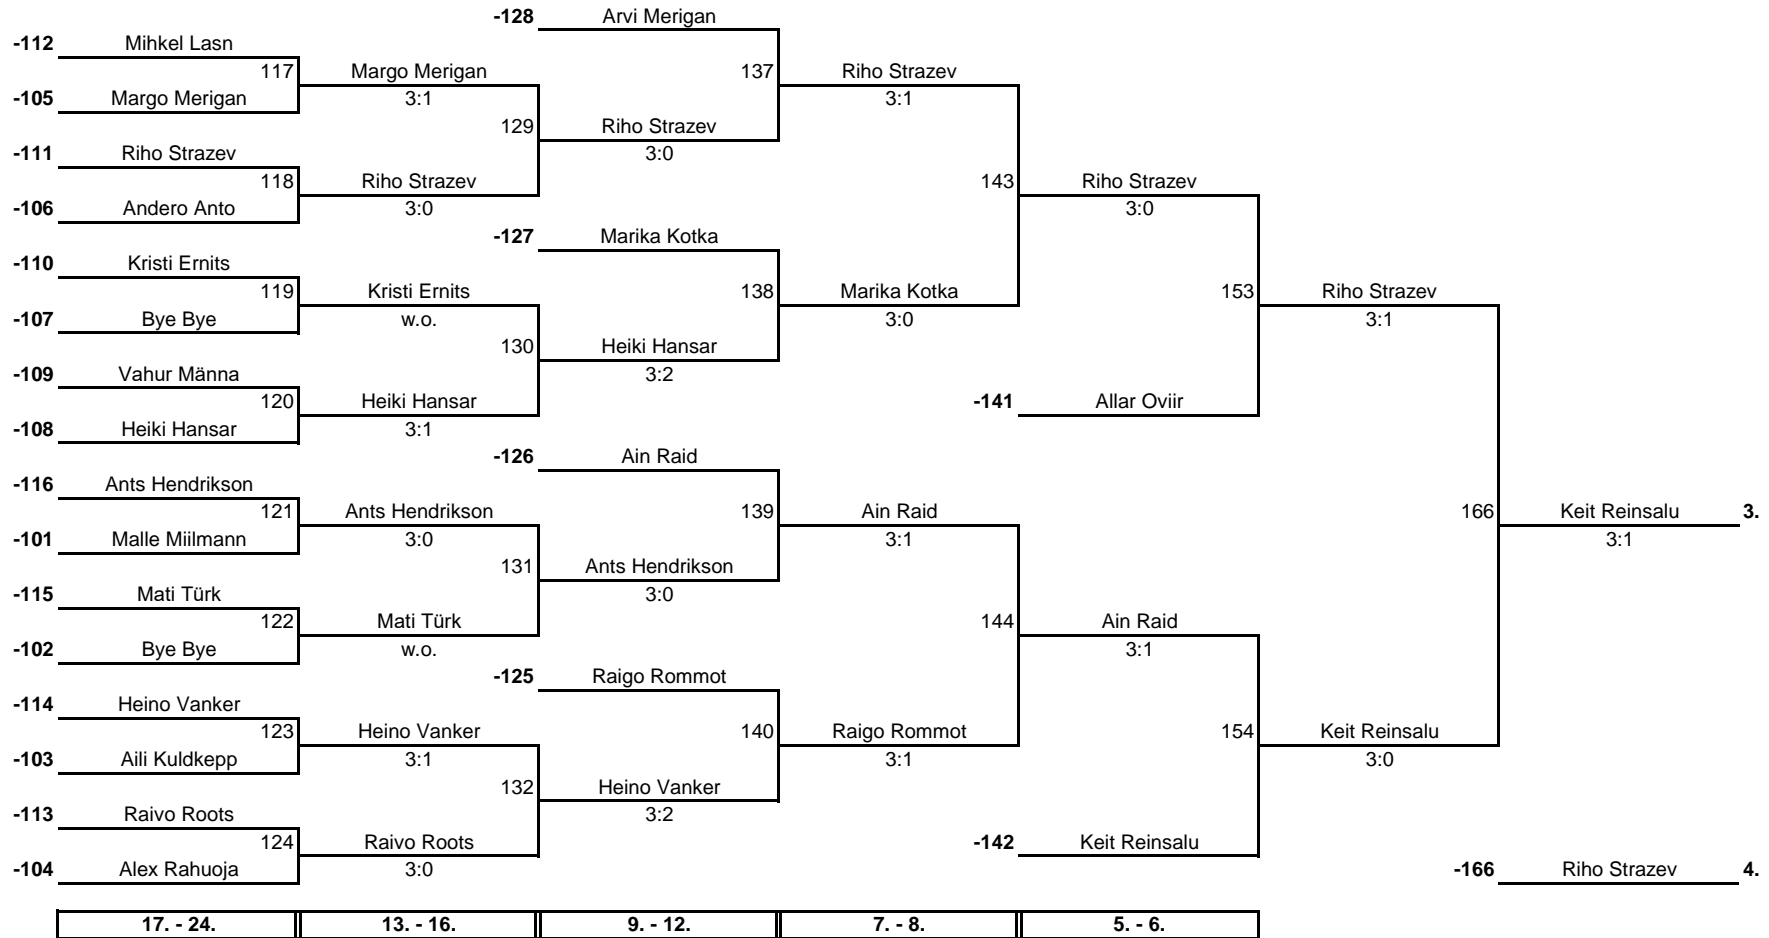 -128 Arvi Merigan
-112 Mihkel Lasn
117 Margo Merigan 137 Riho Strazev
-105 Margo Merigan 3:1 3:1
129 Riho Strazev
-111 Riho Strazev 3:0
118 Riho Strazev 143 Riho Strazev
-106 Andero Anto 3:0 3:0
-127 Marika Kotka
-110 Kristi Ernits
119 Kristi Ernits 138 Marika Kotka 153 Riho Strazev
-107 Bye Bye w.o. 3:0 3:1
130 Heiki Hansar
-109 Vahur Männa 3:2
120 Heiki Hansar -141 Allar Oviir
-108 Heiki Hansar 3:1
-126 Ain Raid
-116 Ants Hendrikson
121 Ants Hendrikson 139 Ain Raid 166 Keit Reinsalu 3.
-101 Malle Miilmann 3:0 3:1 3:1
131 Ants Hendrikson
-115 Mati Türk 3:0
122 Mati Türk 144 Ain Raid
-102 Bye Bye w.o. 3:1
-125 Raigo Rommot
-114 Heino Vanker
123 Heino Vanker 140 Raigo Rommot 154 Keit Reinsalu
-103 Aili Kuldkepp 3:1 3:1 3:0
132 Heino Vanker
-113 Raivo Roots 3:2
124 Raivo Roots -142 Keit Reinsalu
-104 Alex Rahuoja 3:0 -166 Riho Strazev 4.
17. - 24. 13. - 16. 9. - 12. 7. - 8. 5. - 6.